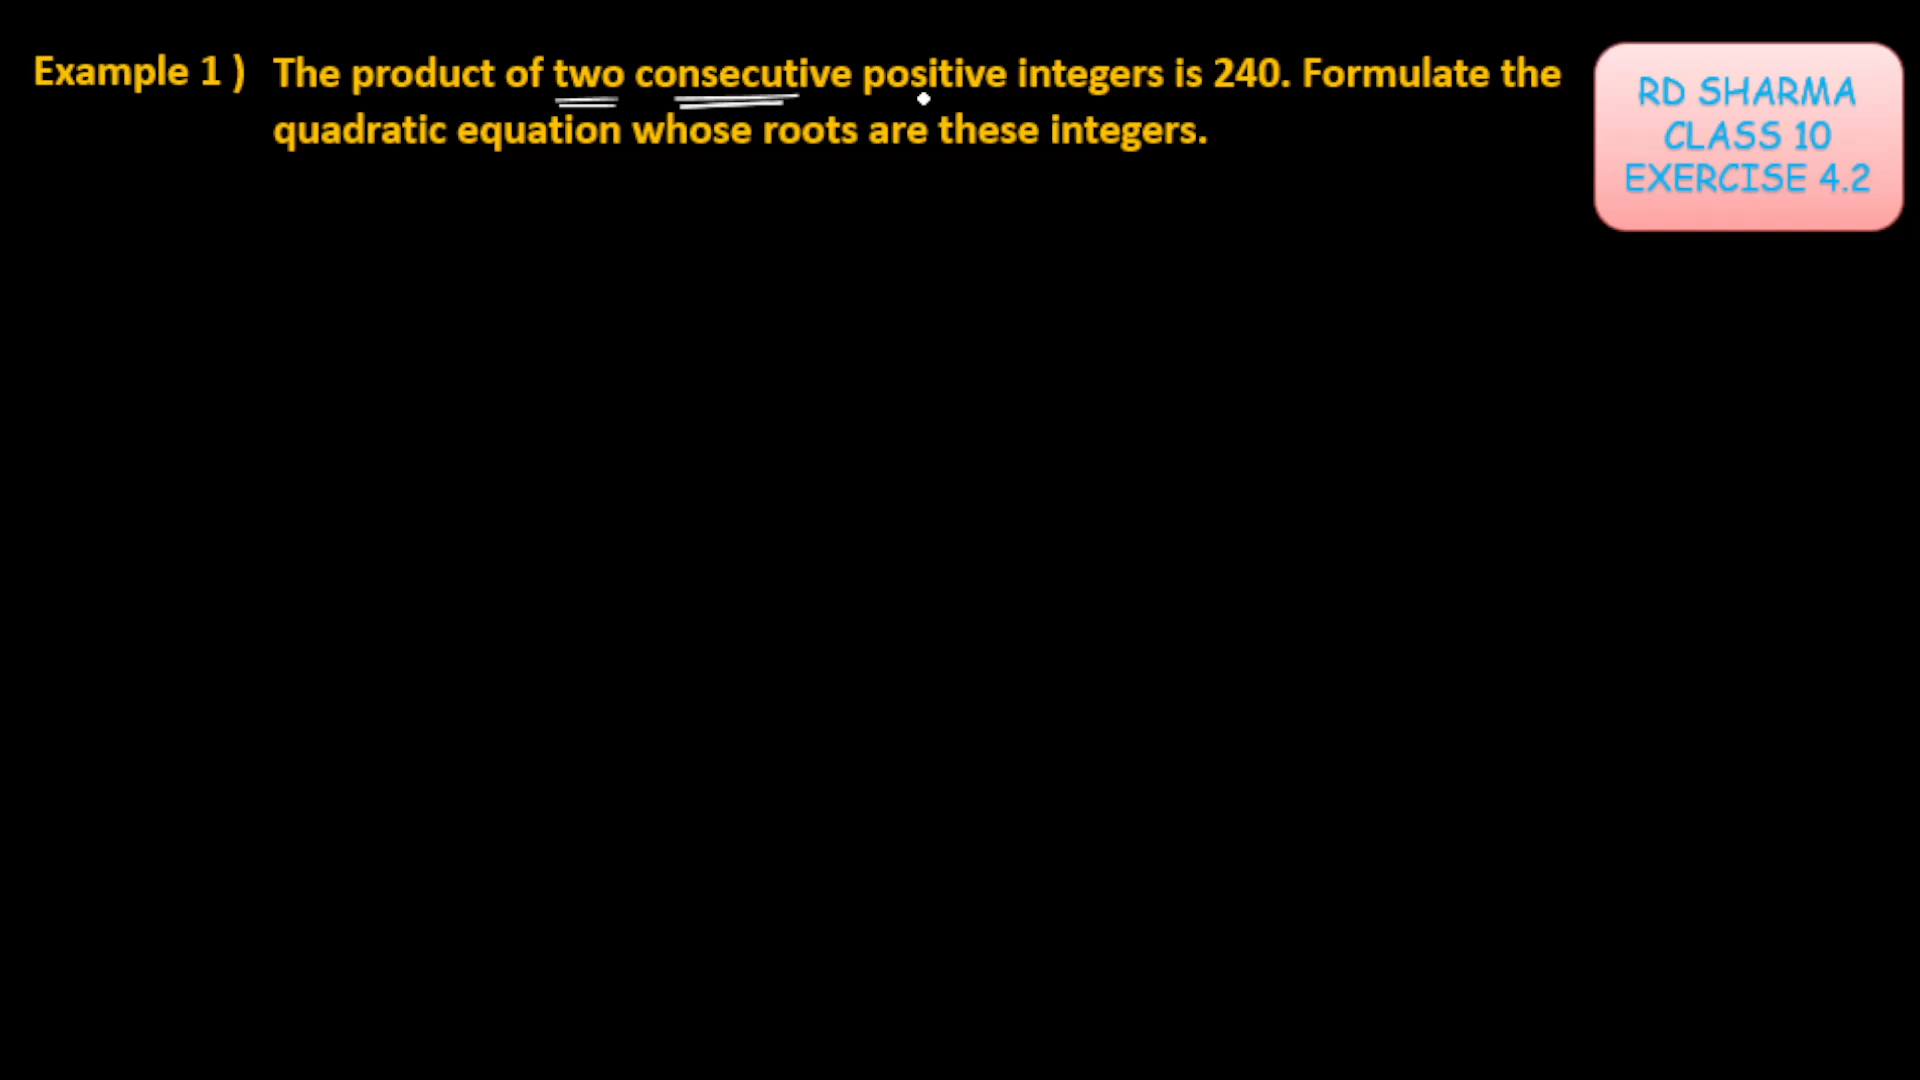 Example 1 ) The product of two consecutive positive integers is 240. Formulate the
quadratic equation whose roots are these integers.
RD SHARMA
CLASS 10
EXERCISE 4.2